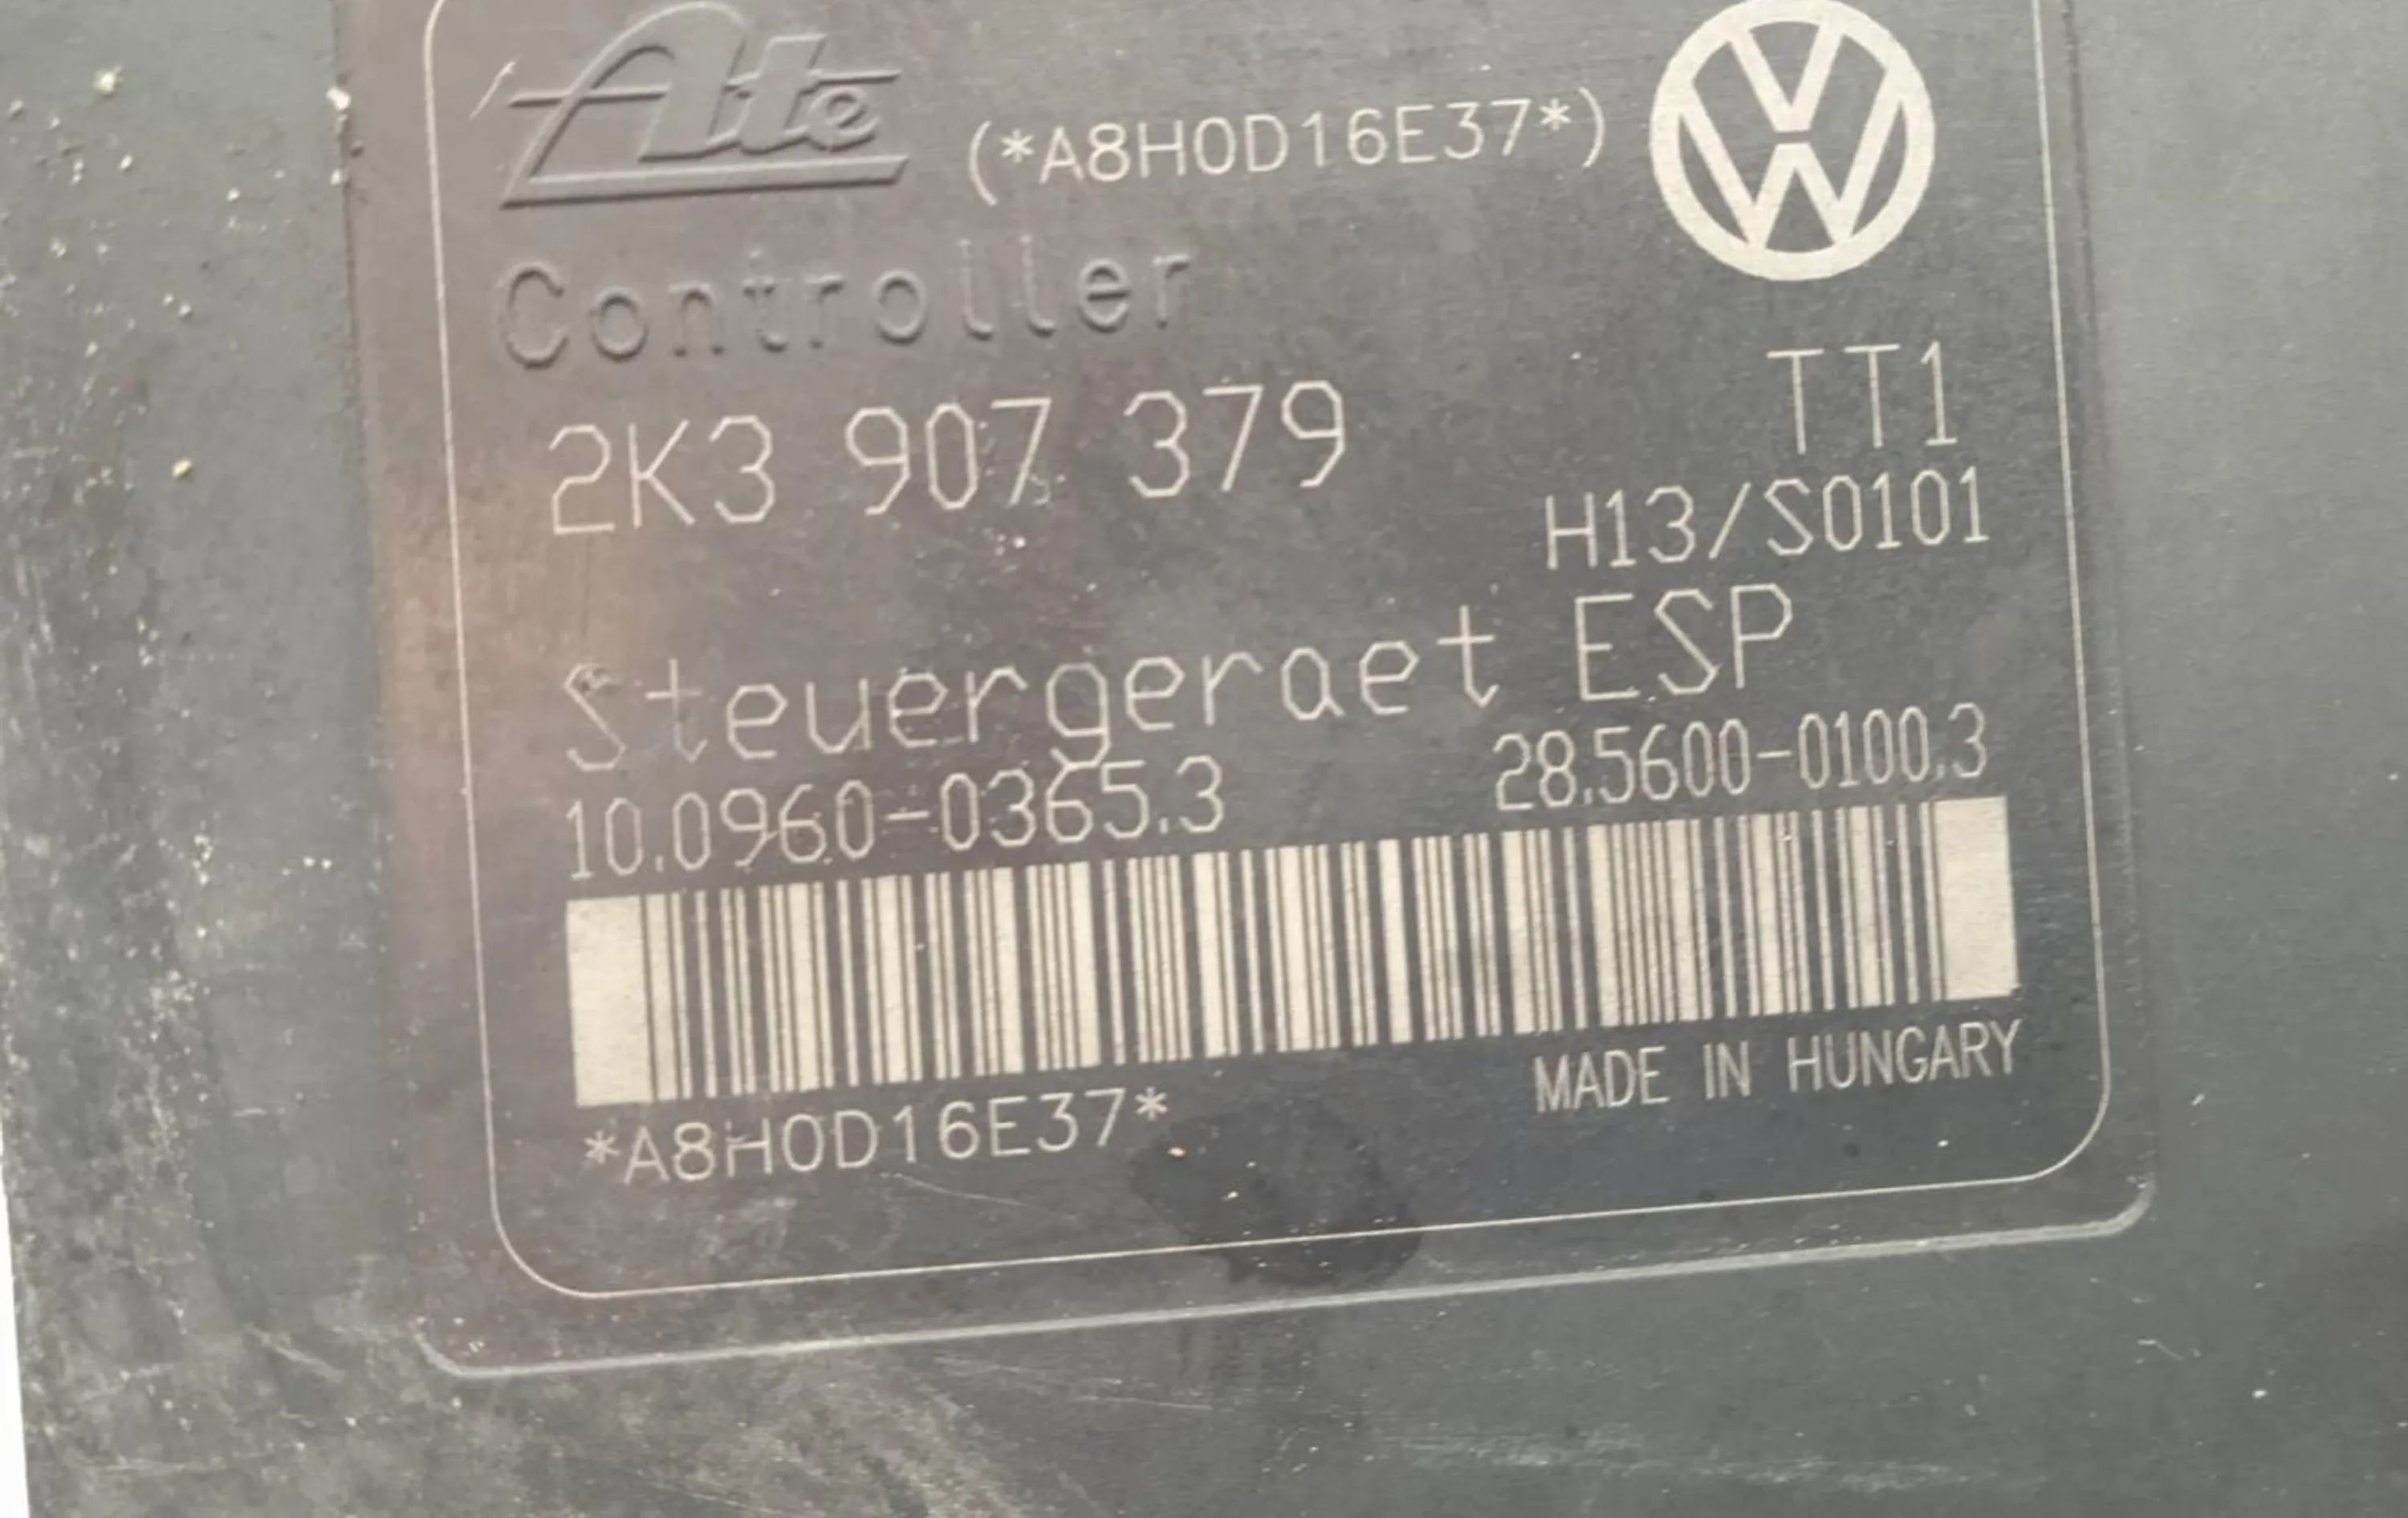 Ate (*A8H0D16E37*)
Controller
2K3 907 379 TT1
H13/S0101
Steuergeraet ESP
10.0960-0365.3 28.5600-0100.3
*A8H0D16E37* MADE IN HUNGARY